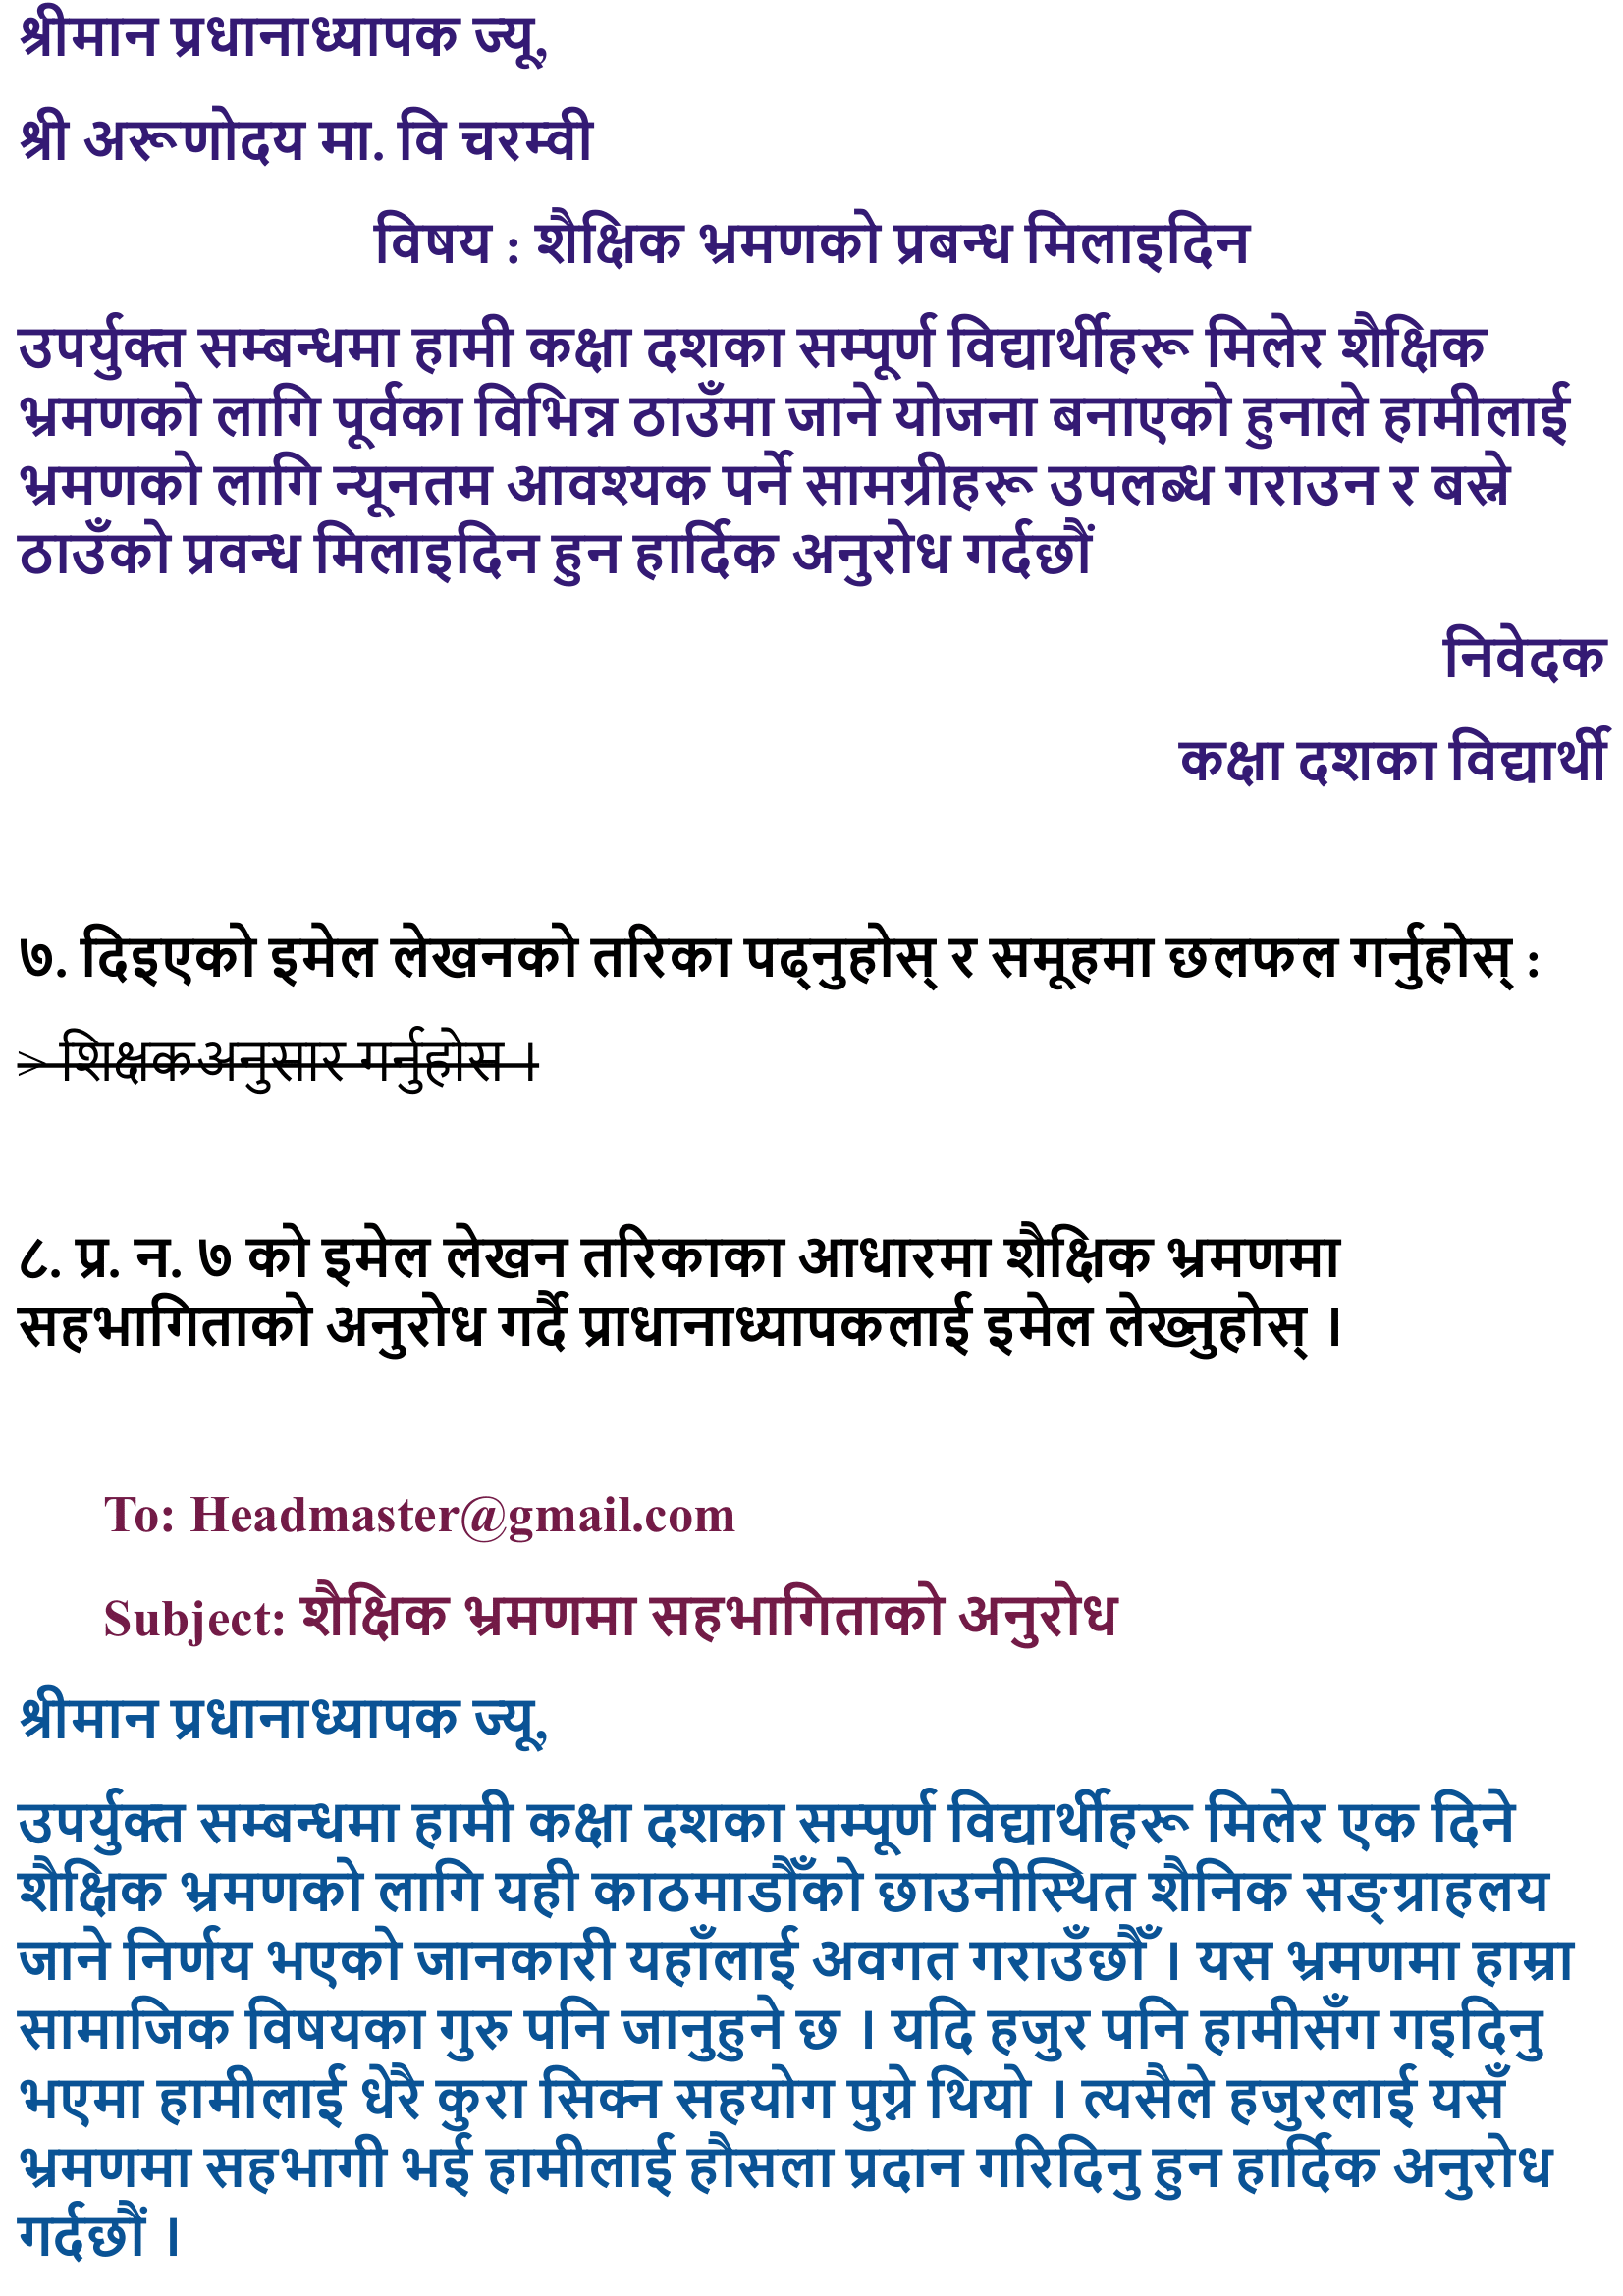 श्रीमान प्रधानाध्यापक ज्यू,
श्री अरूणोदय मा. वि चरम्वी
विषय : शैक्षिक भ्रमणको प्रबन्ध मिलाइदिन
उपर्युक्त सम्बन्धमा हामी कक्षा दशका सम्पूर्ण विद्यार्थीहरू मिलेर शैक्षिक
भ्रमणको लागि पूर्वका विभिन्न ठाउँमा जाने योजना बनाएको हुनाले हामीलाई
भ्रमणको लागि न्यूनतम आवश्यक पर्ने सामग्रीहरू उपलब्ध गराउन र बस्ने
ठाउँको प्रवन्ध मिलाइदिन हुन हार्दिक अनुरोध गर्दछौं
निवेदक
कक्षा दशका विद्यार्थी
७. दिइएको इमेल लेखनको तरिका पढ्नुहोस् र समूहमा छलफल गर्नुहोस् :
> शिक्षकअनुसार गर्नुहोस ।
८. प्र. न. ७ को इमेल लेखन तरिकाका आधारमा शैक्षिक भ्रमणमा
सहभागिताको अनुरोध गर्दै प्राधानाध्यापकलाई इमेल लेख्नुहोस् ।
To: Headmaster@gmail.com
Subject: शैक्षिक भ्रमणमा सहभागिताको अनुरोध
श्रीमान प्रधानाध्यापक ज्यू,
उपर्युक्त सम्बन्धमा हामी कक्षा दशका सम्पूर्ण विद्यार्थीहरू मिलेर एक दिने
शैक्षिक भ्रमणको लागि यही काठमाडौँको छाउनीस्थित शैनिक सङ्ग्राहलय
जाने निर्णय भएको जानकारी यहाँलाई अवगत गराउँछौँ । यस भ्रमणमा हाम्रा
सामाजिक विषयका गुरु पनि जानुहुने छ । यदि हजुर पनि हामीसँग गइदिनु
भएमा हामीलाई धेरै कुरा सिक्न सहयोग पुग्ने थियो । त्यसैले हजुरलाई यसँ
भ्रमणमा सहभागी भई हामीलाई हौसला प्रदान गरिदिनु हुन हार्दिक अनुरोध
गर्दछौं ।